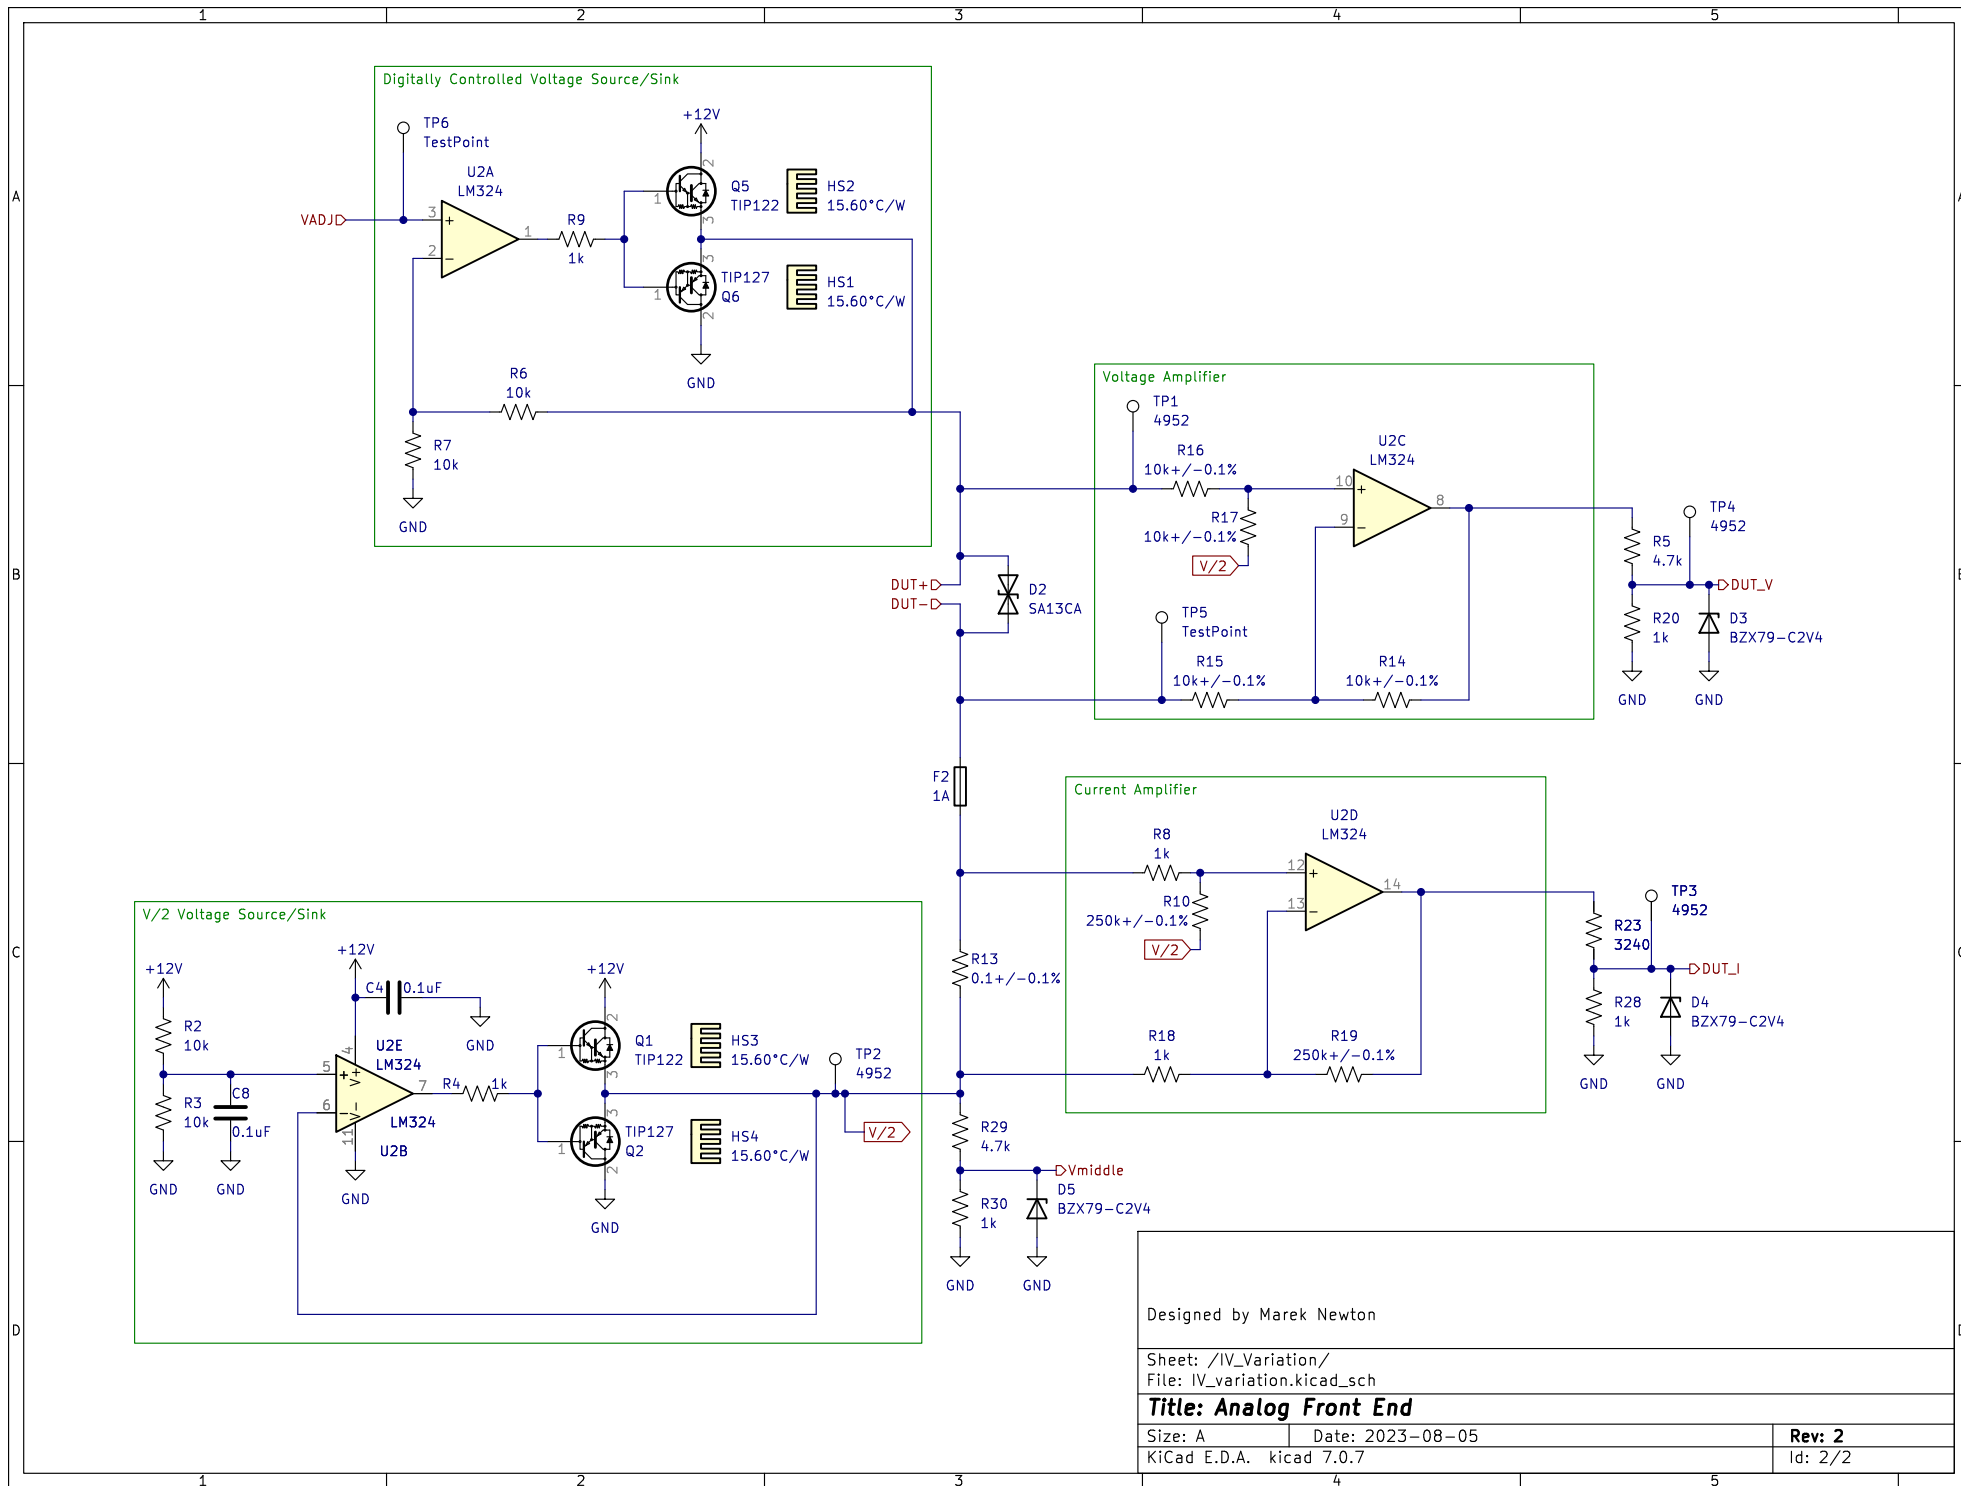 1 2 3 4 5
A
B
C
D
Digitally Controlled Voltage Source/Sink
TP6
TestPoint
U2A
LM324
VADJ
3
2
1
+
-
R9
1k
+12V
2
1
3
Q5
TIP122
HS2
15.60°C/W
3
1
2
TIP127
Q6
HS1
15.60°C/W
GND
R6
10k
R7
10k
GND
Voltage Amplifier
TP1
4952
R16
10k+/-0.1%
R17
10k+/-0.1%
V/2
U2C
LM324
10
9
8
+
-
TP5
TestPoint
R15
10k+/-0.1%
R14
10k+/-0.1%
DUT+
DUT-
D2
SA13CA
TP4
4952
R5
4.7k
DUT_V
R20
1k
D3
BZX79-C2V4
GND
GND
F2
1A
Current Amplifier
U2D
LM324
R8
1k
12
13
14
+
-
R10
250k+/-0.1%
V/2
R13
0.1+/-0.1%
R18
1k
R19
250k+/-0.1%
TP3
4952
R23
3240
DUT_I
R28
1k
D4
BZX79-C2V4
GND
GND
V/2 Voltage Source/Sink
+12V
R2
10k
R3
10k
C8
0.1uF
GND
GND
+12V
C4
0.1uF
GND
4
U2E
LM324
5
6
7
+
-
V+
V-
11
LM324
U2B
GND
R4
1k
+12V
2
1
3
Q1
TIP122
HS3
15.60°C/W
3
1
2
TIP127
Q2
HS4
15.60°C/W
GND
TP2
4952
V/2
R29
4.7k
Vmiddle
D5
BZX79-C2V4
R30
1k
GND
GND
Designed by Marek Newton
Sheet: /IV_Variation/
File: IV_variation.kicad_sch
Title: Analog Front End
Size: A
Date: 2023-08-05
Rev: 2
KiCad E.D.A. kicad 7.0.7
Id: 2/2
1 2 3 4 5